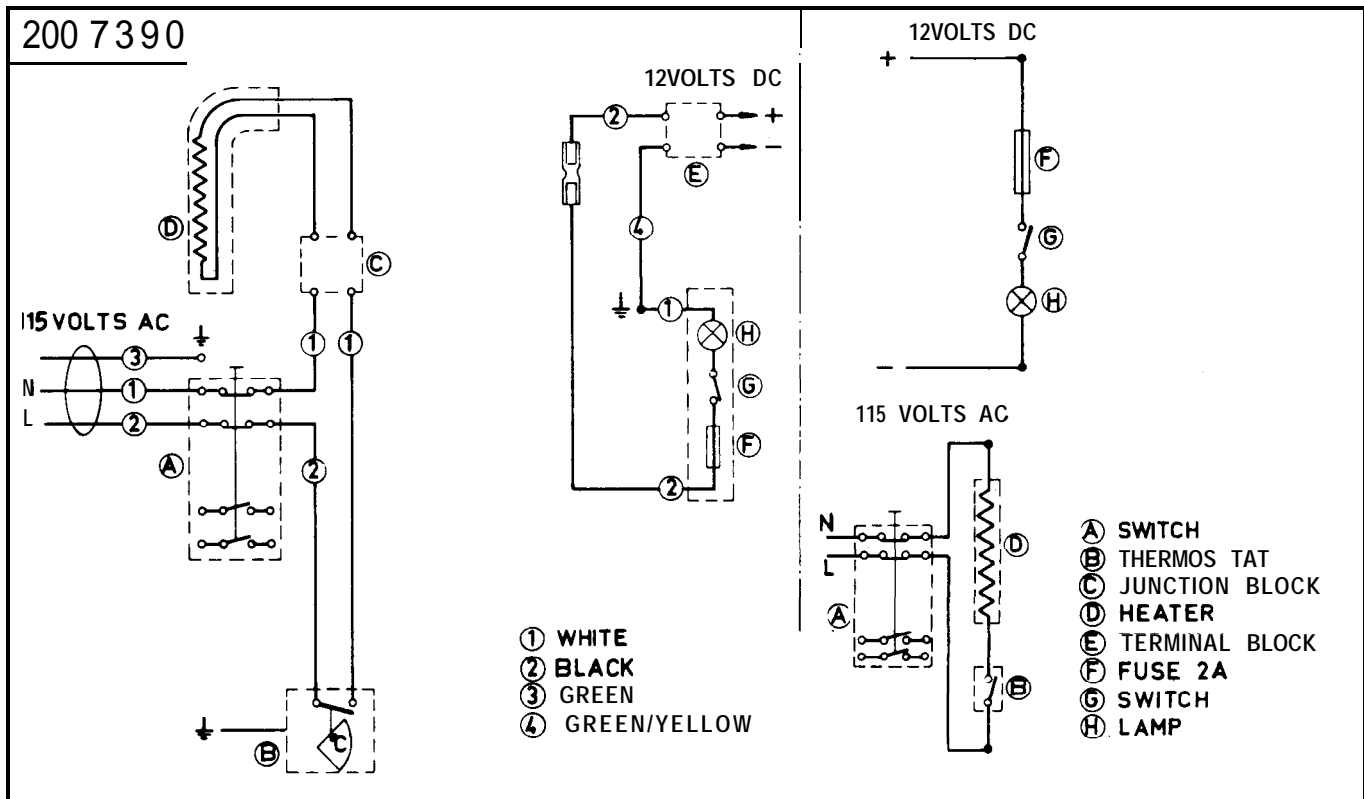 200 7390
D
C
115 VOLTS AC
3
N
1
L
2
1
1
A
2
B
°C
12VOLTS DC
2
+
-
E
4
1
H
G
F
2
1 WHITE
2 BLACK
3 GREEN
4 GREEN/YELLOW
12VOLTS DC
+
F
G
H
-
115 VOLTS AC
N
L
A
D
B
A SWITCH
B THERMOS TAT
C JUNCTION BLOCK
D HEATER
E TERMINAL BLOCK
F FUSE 2A
G SWITCH
H LAMP